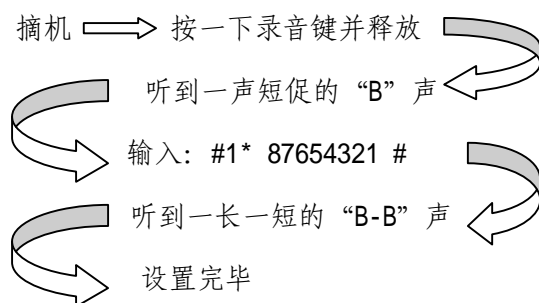 摘机 按一下录音键并释放
听到一声短促的“B”声
输入: #1* 87654321 #
听到一长一短的“B-B”声
设置完毕